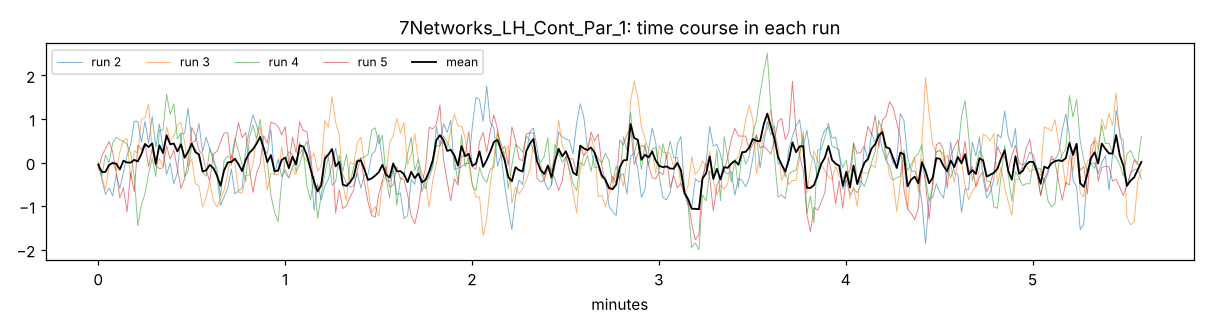 7Networks_LH_Cont_Par_1: time course in each run
run 2 run 3 run 4 run 5 mean
2
1
0
−1
−2
0 1 2 3 4 5
minutes